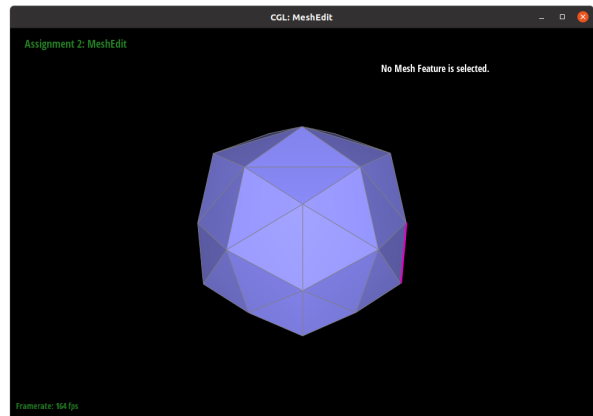 CGL: MeshEdit
Assignment 2: MeshEdit
No Mesh Feature is selected.
Framerate: 164 fps